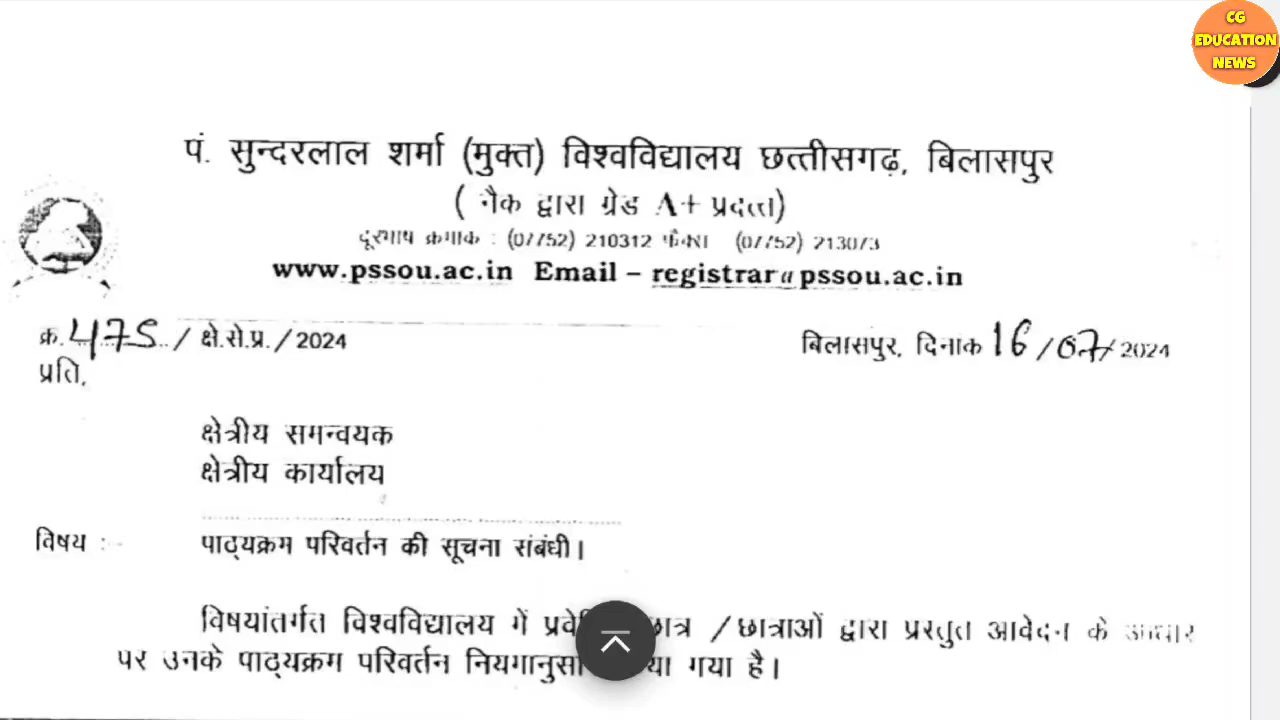 CG
EDUCATION
NEWS
पं. सुन्दरलाल शर्मा (मुक्त) विश्वविद्यालय छत्तीसगढ़, बिलासपुर
( नैक द्वारा ग्रेड A+ प्रदत्त)
दूरभाष क्रमांक : (07752) 210312 फैक्स (07752) 213073
www.pssou.ac.in Email – registrar@pssou.ac.in
क्र. 475 / क्षे.से.प्र. / 2024 बिलासपुर, दिनांक 16/07/2024
प्रति,
क्षेत्रीय समन्वयक
क्षेत्रीय कार्यालय
विषय :- पाठ्यक्रम परिवर्तन की सूचना संबंधी।
विषयांतर्गत विश्वविद्यालय में छात्र /छात्राओं द्वारा प्रस्तुत आवेदन के आधार
पर उनके पाठ्यक्रम परिवर्तन गया है।